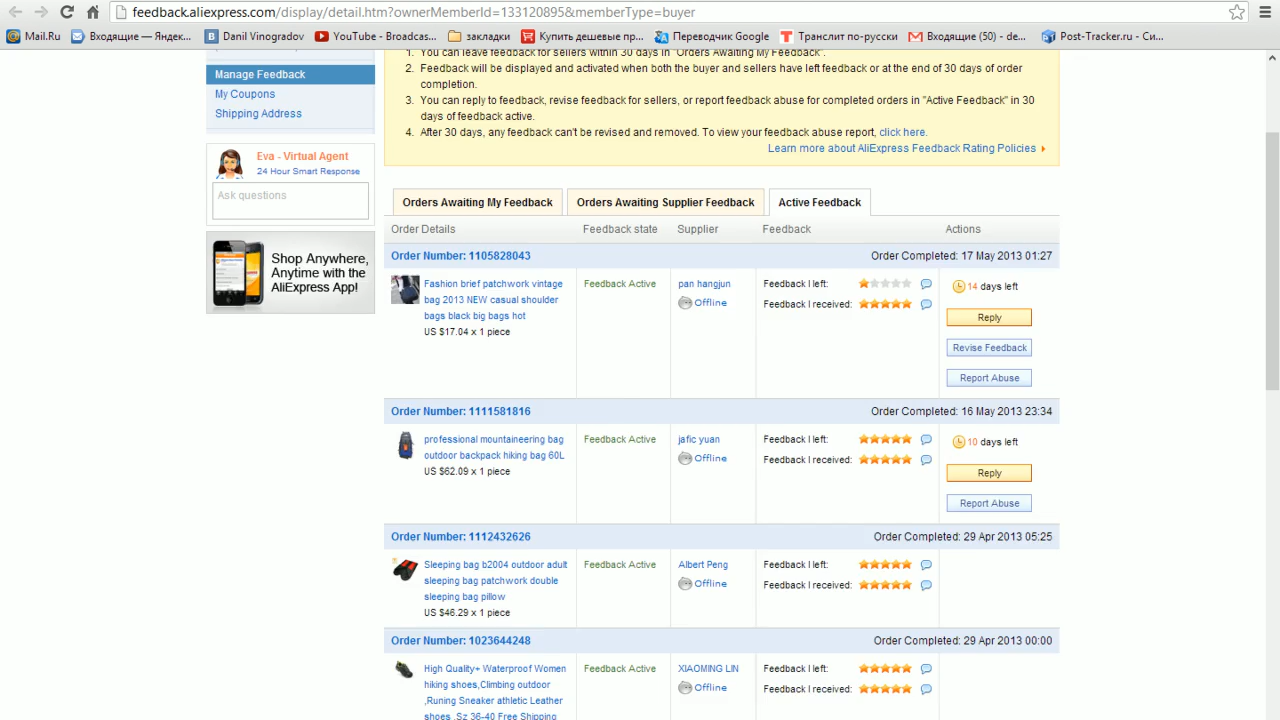 feedback.aliexpress.com/display/detail.htm?ownerMemberId=133120895&memberType=buyer
Mail.Ru
Входящие — Яндек...
Danil Vinogradov
YouTube - Broadcas...
закладки
Купить дешевые пр...
Переводчик Google
Транслит по-русски
Входящие (50) - de...
Post-Tracker.ru - Си...
Manage Feedback
My Coupons
Shipping Address
Eva - Virtual Agent
24 Hour Smart Response
Ask questions
Shop Anywhere,
Anytime with the
AliExpress App!
1. You can leave feedback for sellers within 30 days in "Orders Awaiting My Feedback".
2. Feedback will be displayed and activated when both the buyer and sellers have left feedback or at the end of 30 days of order
completion.
3. You can reply to feedback, revise feedback for sellers, or report feedback abuse for completed orders in "Active Feedback" in 30
days of feedback active.
4. After 30 days, any feedback can't be revised and removed. To view your feedback abuse report, click here.
Learn more about AliExpress Feedback Rating Policies
Orders Awaiting My Feedback
Orders Awaiting Supplier Feedback
Active Feedback
Order Details
Feedback state
Supplier
Feedback
Actions
Order Number: 1105828043
Order Completed: 17 May 2013 01:27
Fashion brief patchwork vintage
bag 2013 NEW casual shoulder
bags black big bags hot
US $17.04 x 1 piece
Feedback Active
pan hangjun
Offline
Feedback I left:
Feedback I received:
14 days left
Reply
Revise Feedback
Report Abuse
Order Number: 1111581816
Order Completed: 16 May 2013 23:34
professional mountaineering bag
outdoor backpack hiking bag 60L
US $62.09 x 1 piece
Feedback Active
jafic yuan
Offline
Feedback I left:
Feedback I received:
10 days left
Reply
Report Abuse
Order Number: 1112432626
Order Completed: 29 Apr 2013 05:25
Sleeping bag b2004 outdoor adult
sleeping bag patchwork double
sleeping bag pillow
US $46.29 x 1 piece
Feedback Active
Albert Peng
Offline
Feedback I left:
Feedback I received:
Order Number: 1023644248
Order Completed: 29 Apr 2013 00:00
High Quality+ Waterproof Women
hiking shoes,Climbing outdoor
,Runing Sneaker athletic Leather
shoes ,Sz 36-40 Free Shipping
Feedback Active
XIAOMING LIN
Offline
Feedback I left:
Feedback I received: